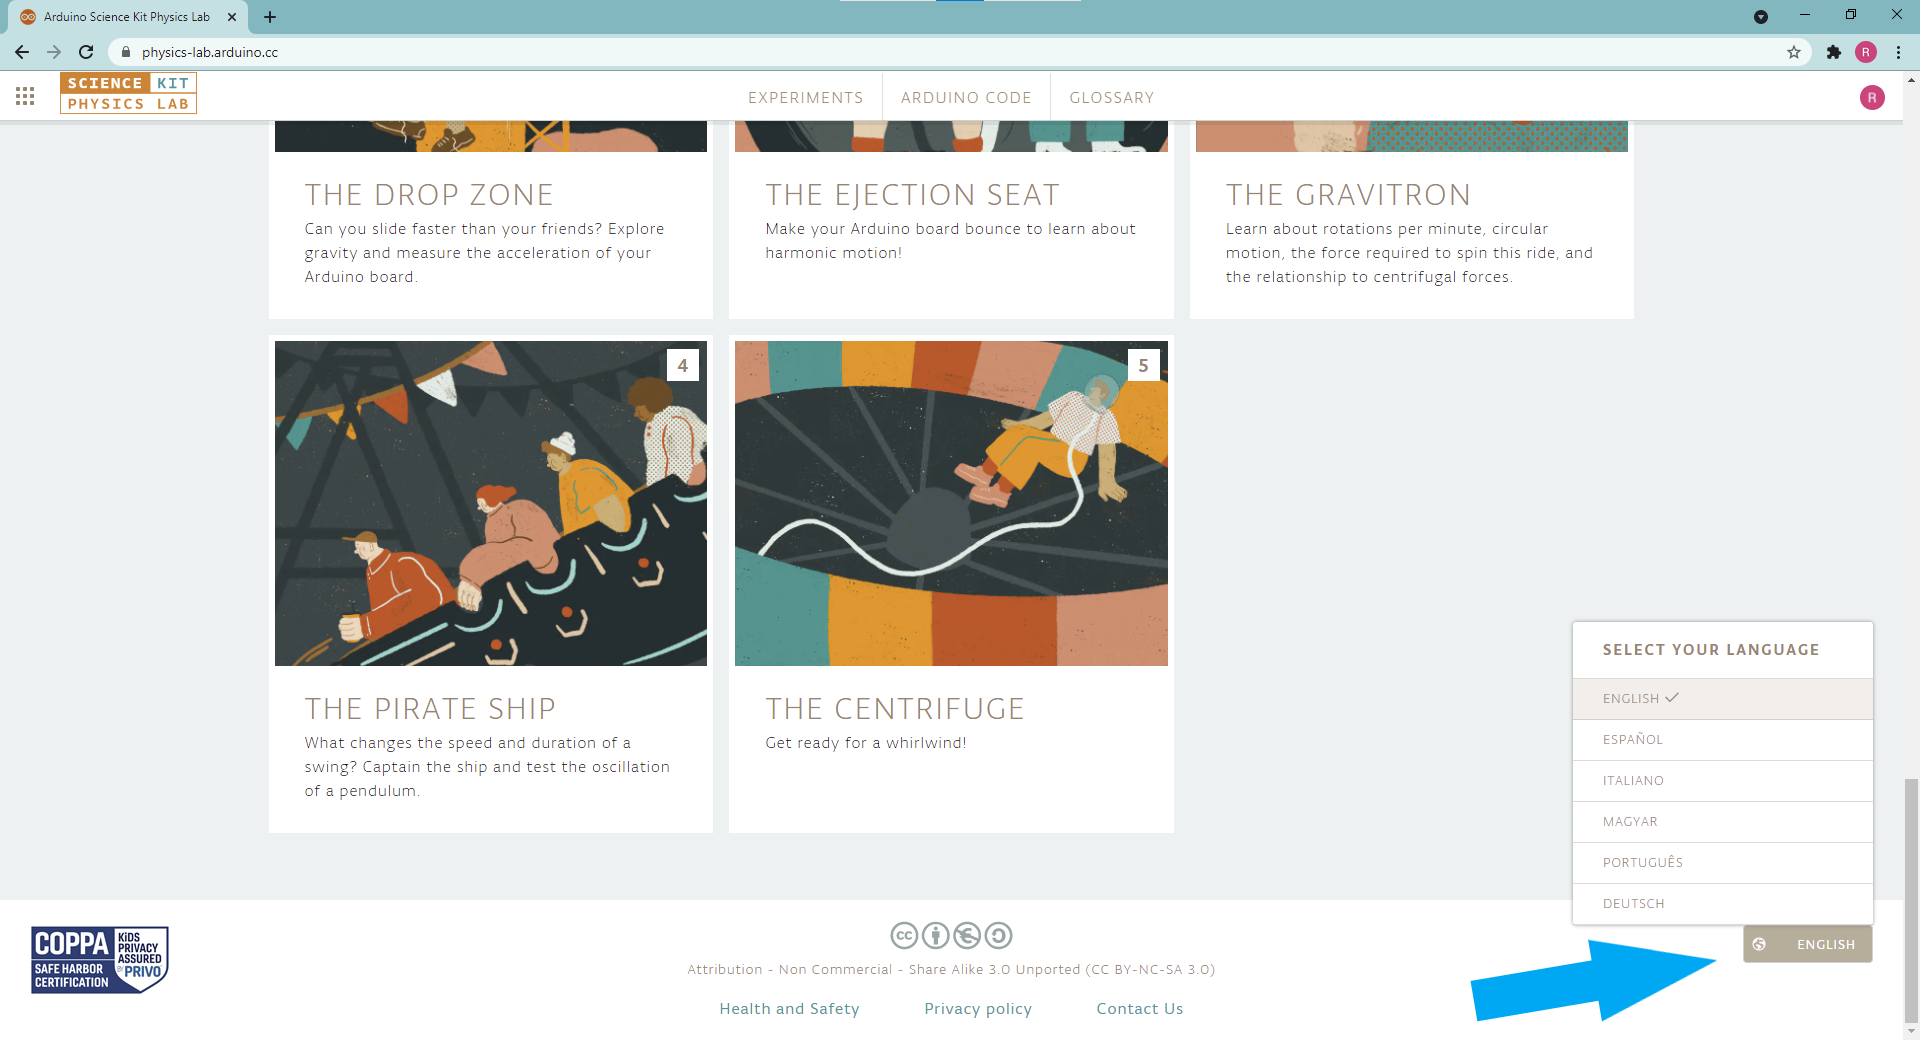 Arduino Science Kit Physics Lab
physics-lab.arduino.cc
R
SCIENCE KIT
PHYSICS LAB
EXPERIMENTS
ARDUINO CODE
GLOSSARY
R
THE DROP ZONE
Can you slide faster than your friends? Explore
gravity and measure the acceleration of your
Arduino board.
THE EJECTION SEAT
Make your Arduino board bounce to learn about
harmonic motion!
THE GRAVITRON
Learn about rotations per minute, circular
motion, the force required to spin this ride, and
the relationship to centrifugal forces.
4
THE PIRATE SHIP
What changes the speed and duration of a
swing? Captain the ship and test the oscillation
of a pendulum.
5
THE CENTRIFUGE
Get ready for a whirlwind!
SELECT YOUR LANGUAGE
ENGLISH
ESPAÑOL
ITALIANO
MAGYAR
PORTUGUÊS
DEUTSCH
ENGLISH
COPPA
SAFE HARBOR
CERTIFICATION
KiDS
PRIVACY
ASSURED
BY PRIVO
cc
Attribution - Non Commercial - Share Alike 3.0 Unported (CC BY-NC-SA 3.0)
Health and Safety
Privacy policy
Contact Us